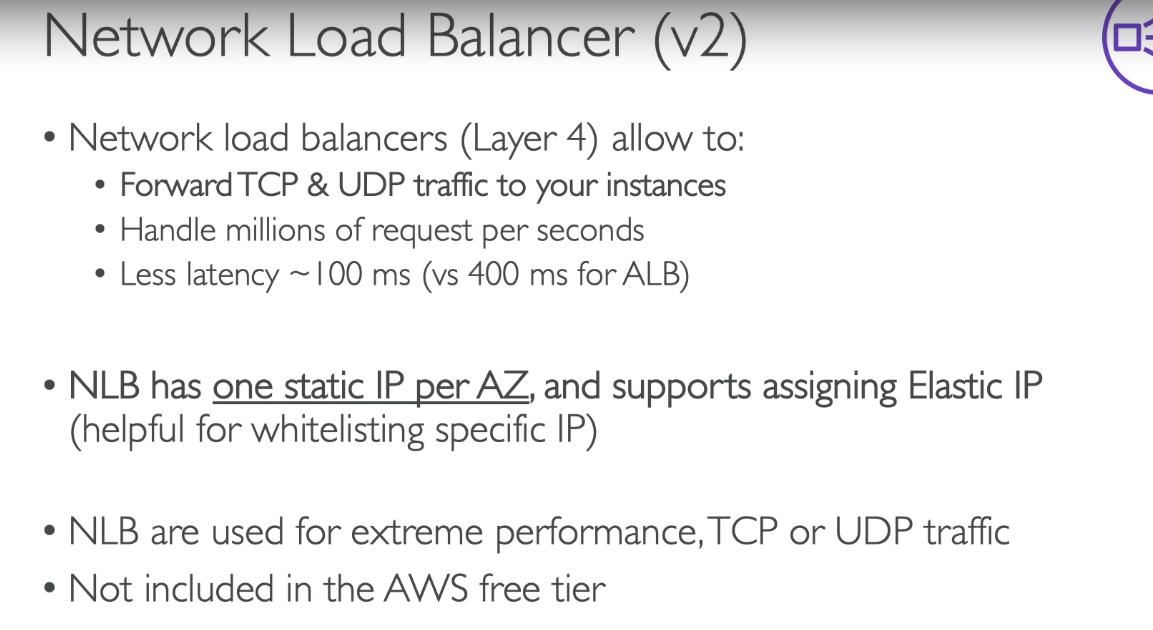 Network Load Balancer (v2)
• Network load balancers (Layer 4) allow to:
• Forward TCP & UDP traffic to your instances
• Handle millions of request per seconds
• Less latency ~100 ms (vs 400 ms for ALB)
• NLB has one static IP per AZ, and supports assigning Elastic IP
(helpful for whitelisting specific IP)
• NLB are used for extreme performance, TCP or UDP traffic
• Not included in the AWS free tier